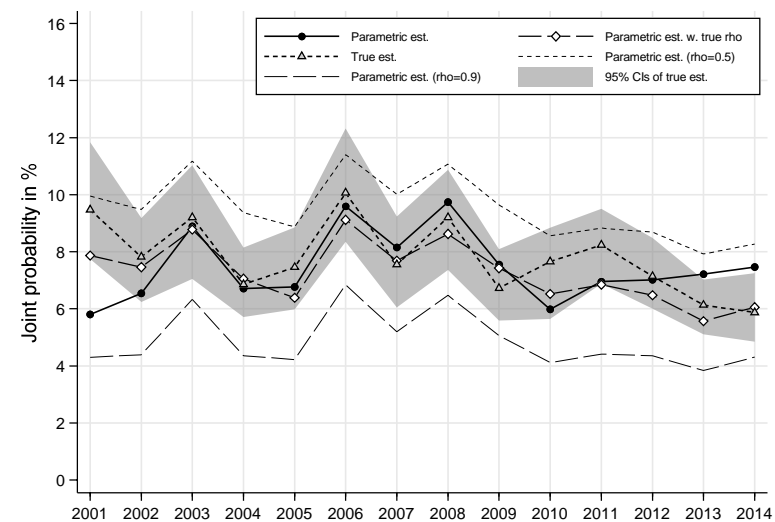 Parametric est.
Parametric est. w. true rho
True est.
Parametric est. (rho=0.5)
Parametric est. (rho=0.9)
95% CIs of true est.
Joint probability in %
16
14
12
10
8
6
4
2
0
2001 2002 2003 2004 2005 2006 2007 2008 2009 2010 2011 2012 2013 2014